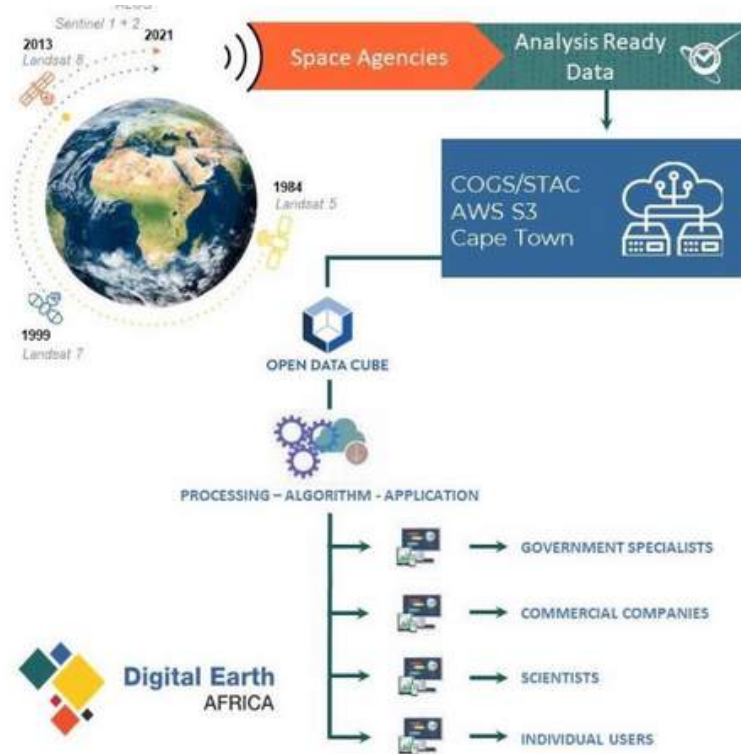 Sentinel 1 + 2
2021
2013
Landsat 8
Space Agencies
Analysis Ready
Data
COGS/STAC
AWS S3
Cape Town
1984
Landsat 5
1999
Landsat 7
OPEN DATA CUBE
PROCESSING – ALGORITHM - APPLICATION
GOVERNMENT SPECIALISTS
COMMERCIAL COMPANIES
SCIENTISTS
INDIVIDUAL USERS
Digital Earth
AFRICA